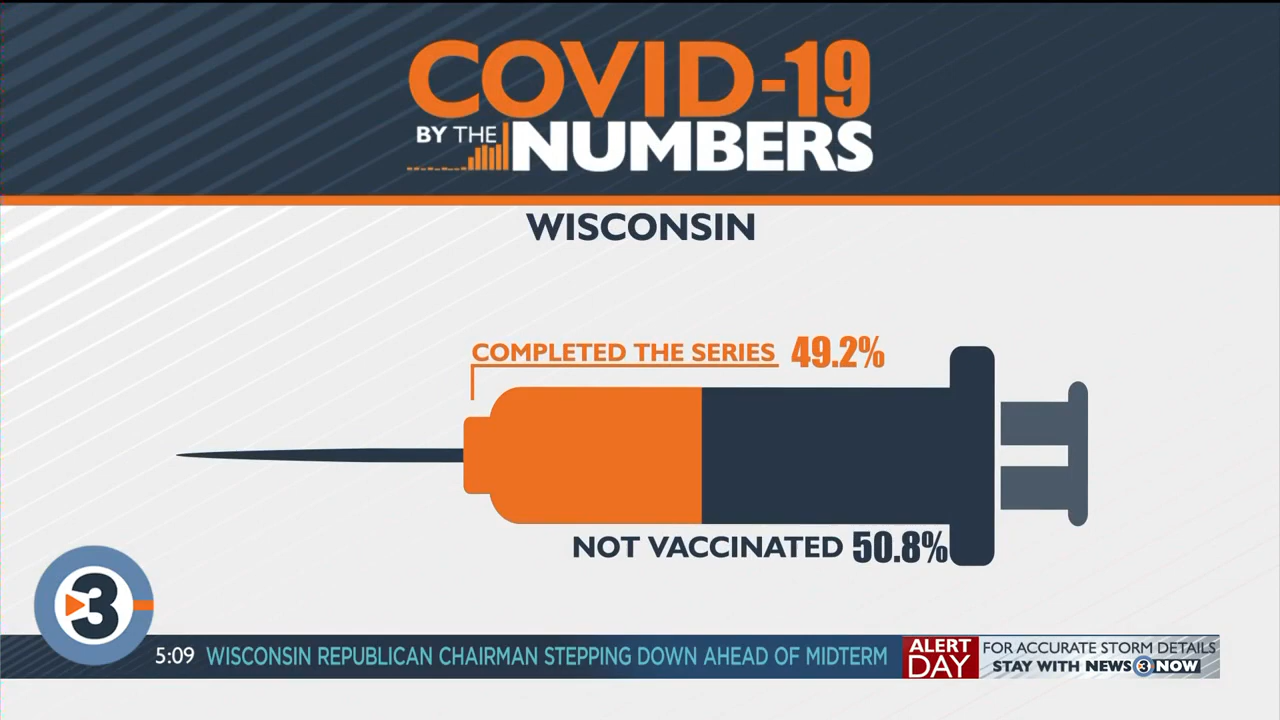 COVID-19
BY THE NUMBERS
WISCONSIN
COMPLETED THE SERIES 49.2%
NOT VACCINATED 50.8%
3
5:09 WISCONSIN REPUBLICAN CHAIRMAN STEPPING DOWN AHEAD OF MIDTERM
ALERT
DAY
FOR ACCURATE STORM DETAILS
STAY WITH NEWS 3 NOW